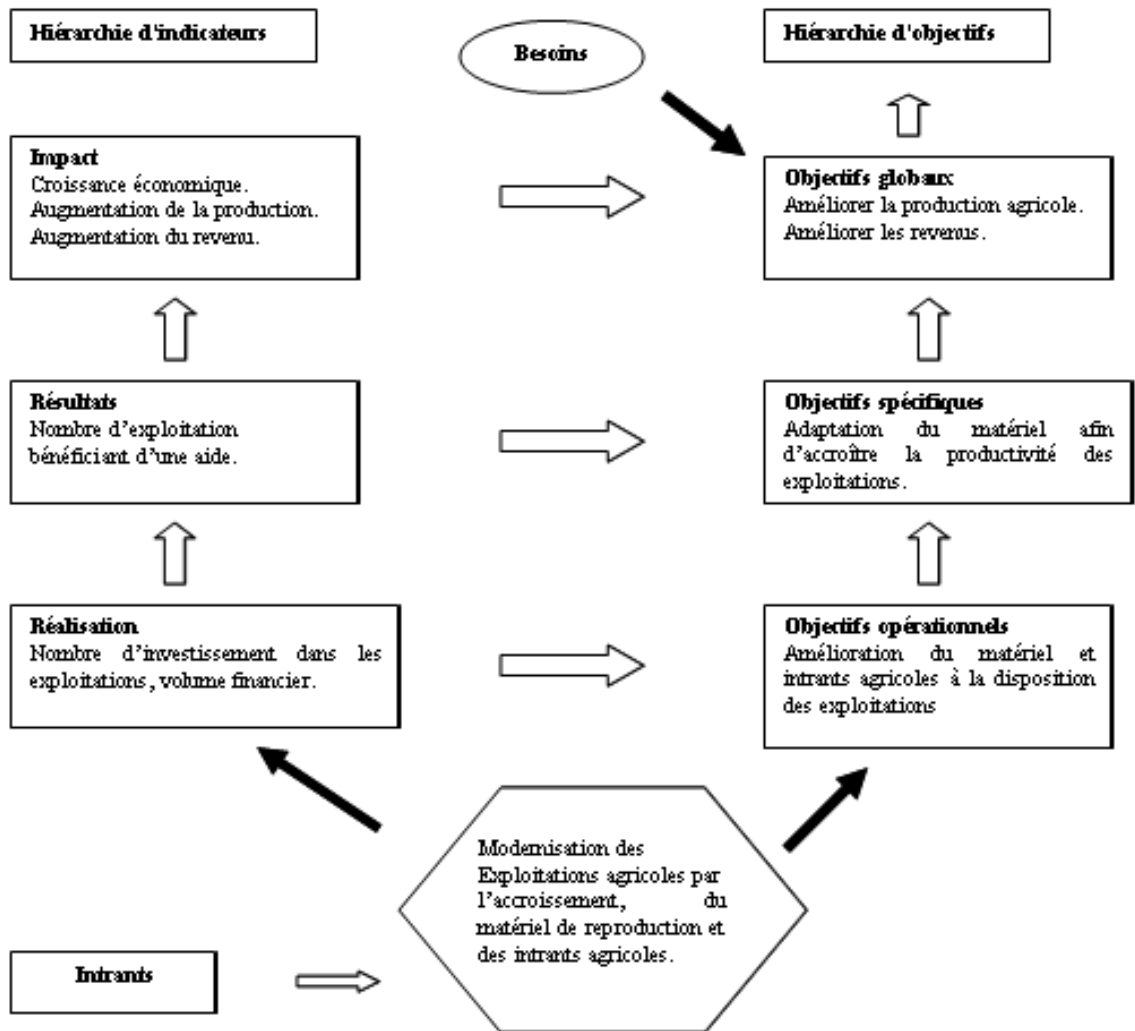 Hiérarchie d'indicateurs
Besoins
Hiérarchie d'objectifs
Impact
Croissance économique.
Augmentation de la production.
Augmentation du revenu.
Objectifs globaux
Améliorer la production agricole.
Améliorer les revenus.
Résultats
Nombre d'exploitation
bénéficiant d'une aide.
Objectifs spécifiques
Adaptation du matériel afin
d'accroître la productivité des
exploitations.
Réalisation
Nombre d'investissement dans les
exploitations, volume financier.
Objectifs opérationnels
Amélioration du matériel et
intrants agricoles à la disposition
des exploitations
Modernisation des
Exploitations agricoles par
l'accroissement, du
matériel de reproduction et
des intrants agricoles.
Intrants